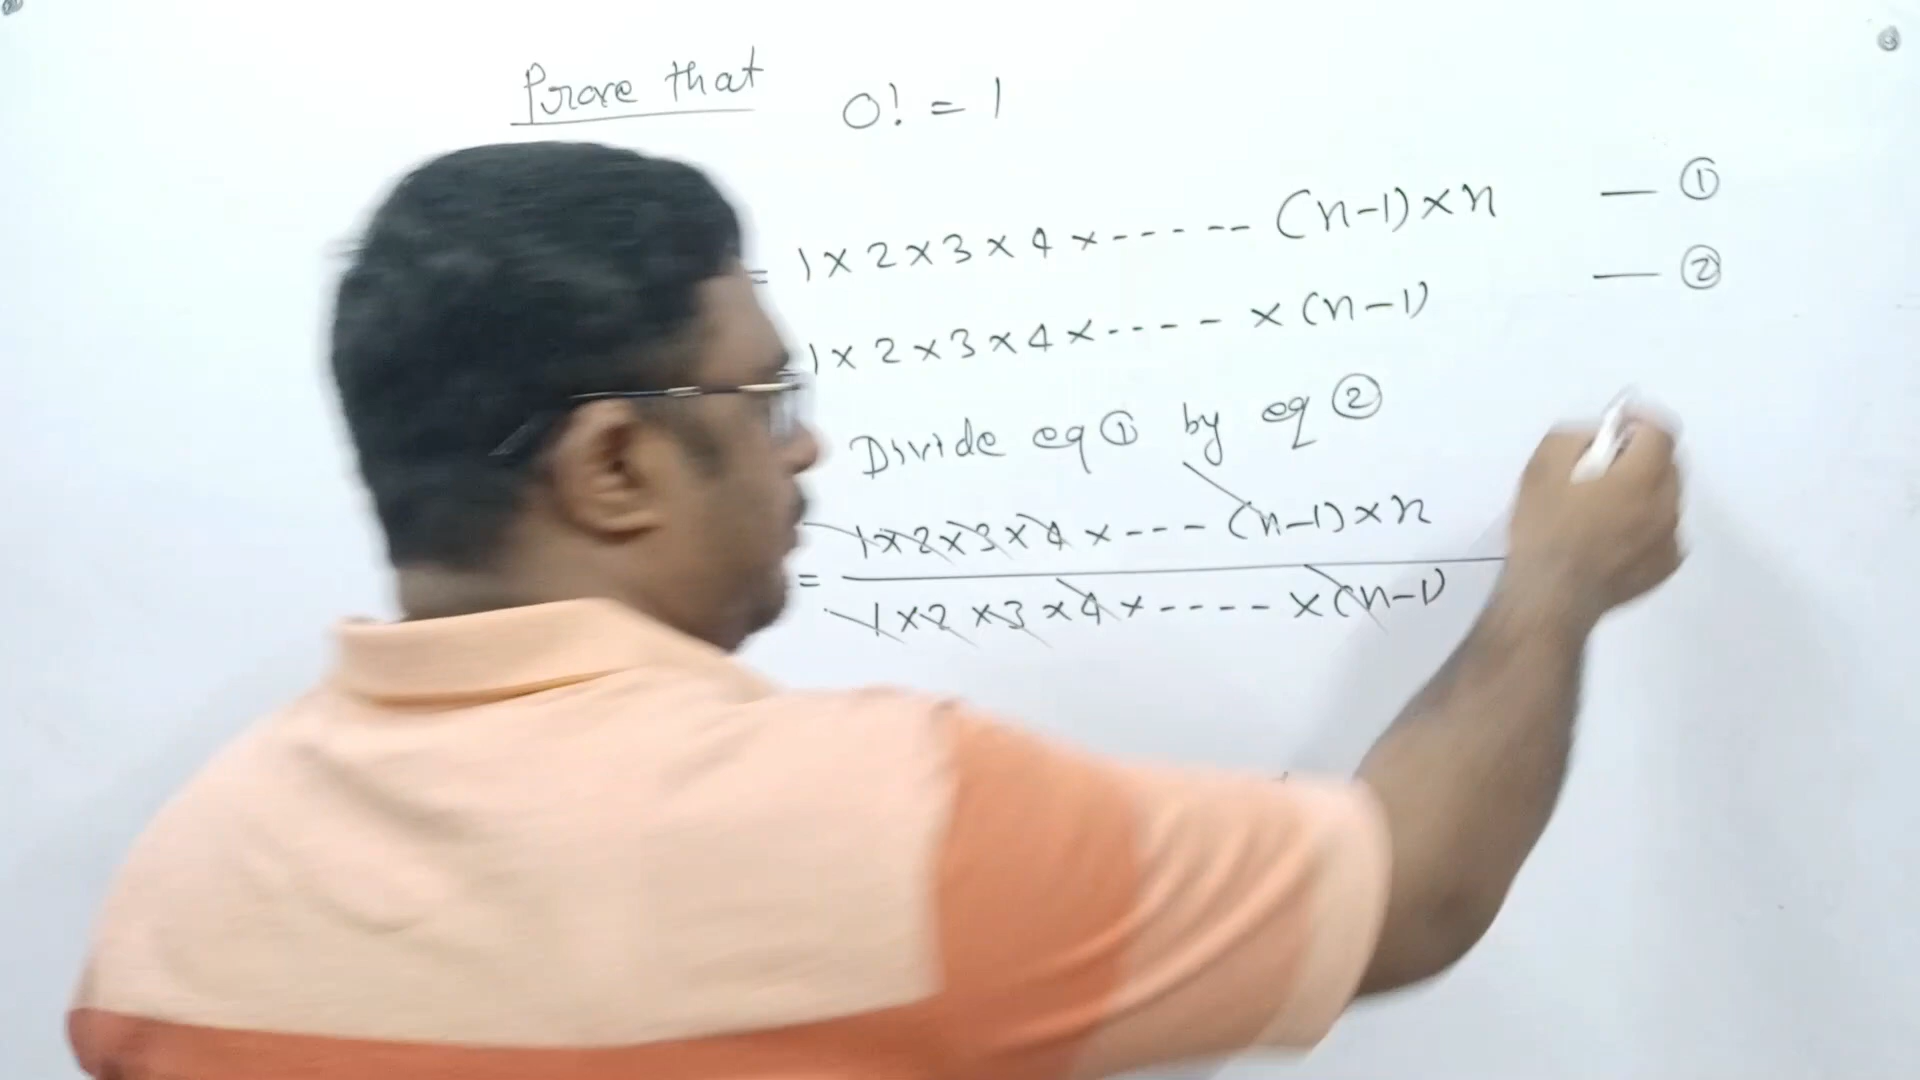 Prove that 0! = 1
= 1 × 2 × 3 × 4 × ------ (n-1) × n — ①
1 × 2 × 3 × 4 × ---- × (n-1) — ②
Divide eq ① by eq ②
= 1×2×3×4 × --- (n-1) × n
1×2×3×4× ---- ×(n-1)